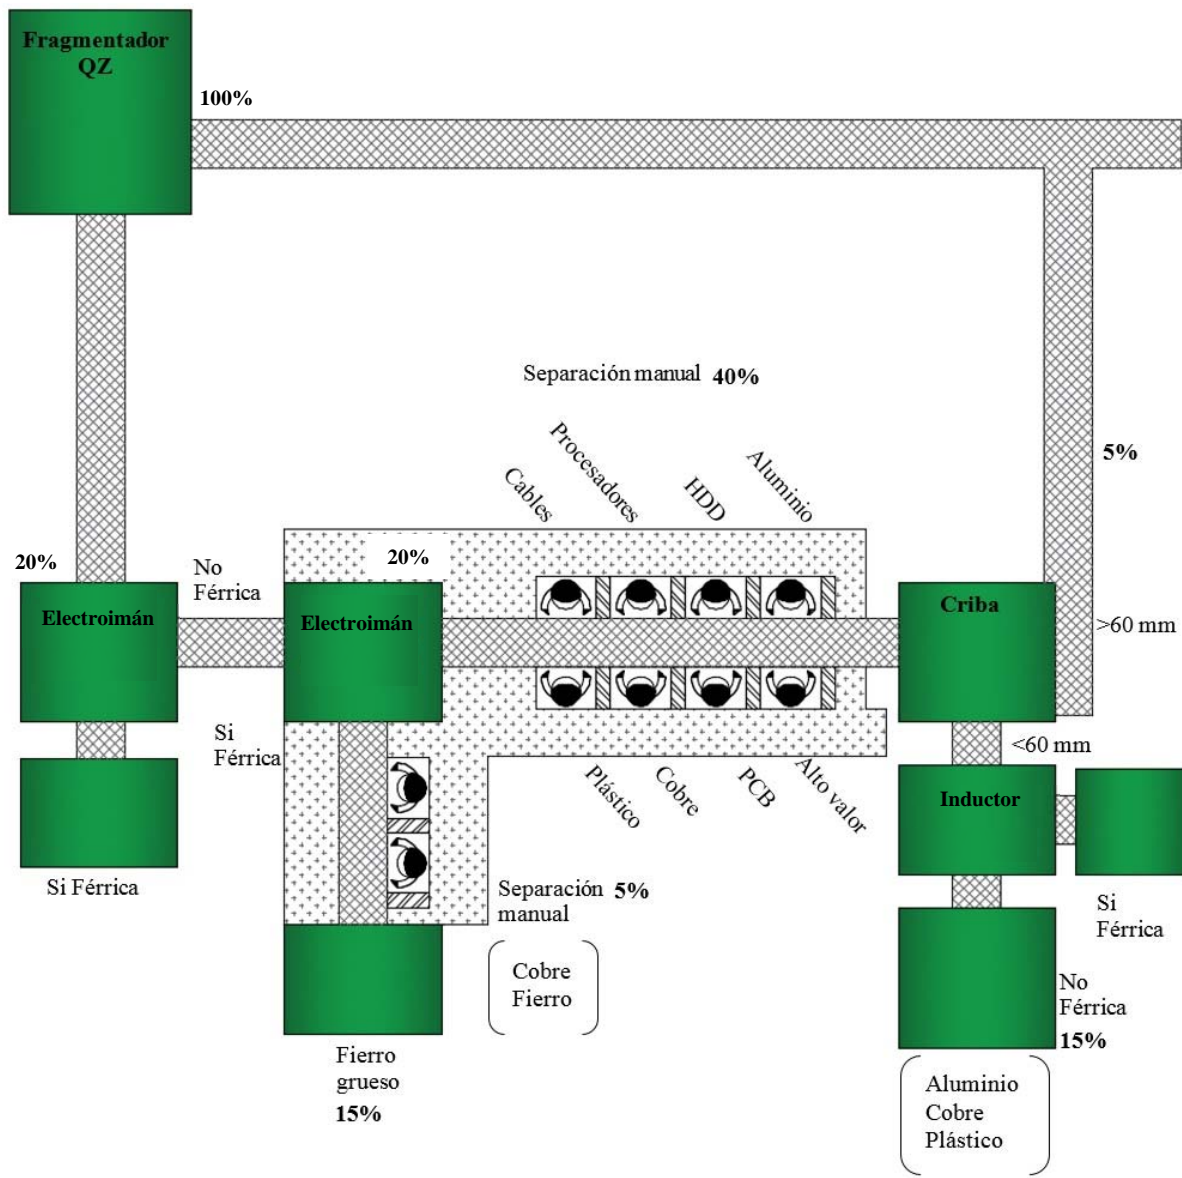 Fragmentador
QZ
100%
Separación manual 40%
Cables
Procesadores
HDD
Aluminio
5%
20%
No
Férrica
20%
Electroimán
Electroimán
Criba
>60 mm
Si
Férrica
<60 mm
Plástico
Cobre
PCB
Alto valor
Inductor
Si Férrica
Separación 5%
manual
Si
Férrica
Cobre
Fierro
No
Férrica
15%
Fierro
grueso
15%
Aluminio
Cobre
Plástico